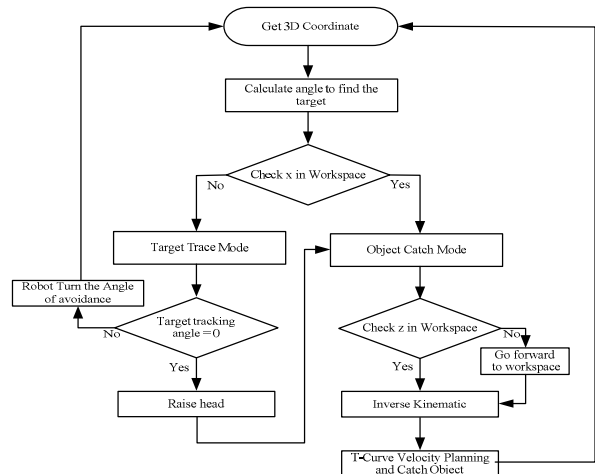 Get 3D Coordinate
Calculate angle to find the
target
Check x in Workspace
No
Yes
Target Trace Mode
Object Catch Mode
Robot Turn the Angle
of avoidance
Target tracking
angle = 0
No
Check z in Workspace
No
Go forward
to workspace
Yes
Yes
Raise head
Inverse Kinematic
T-Curve Velocity Planning
and Catch Object